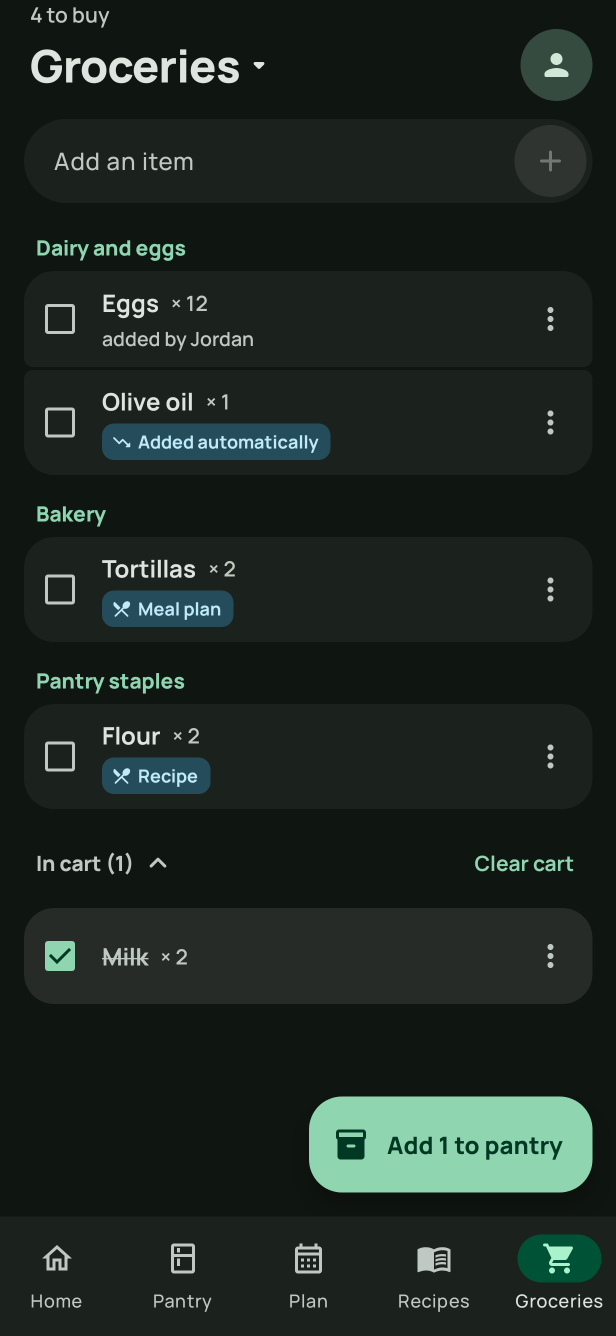 4 to buy
Groceries
Add an item
Dairy and eggs
Eggs × 12
added by Jordan
Olive oil × 1
Added automatically
Bakery
Tortillas × 2
Meal plan
Pantry staples
Flour × 2
Recipe
In cart (1) Clear cart
Milk × 2
Add 1 to pantry
Home Pantry Plan Recipes Groceries